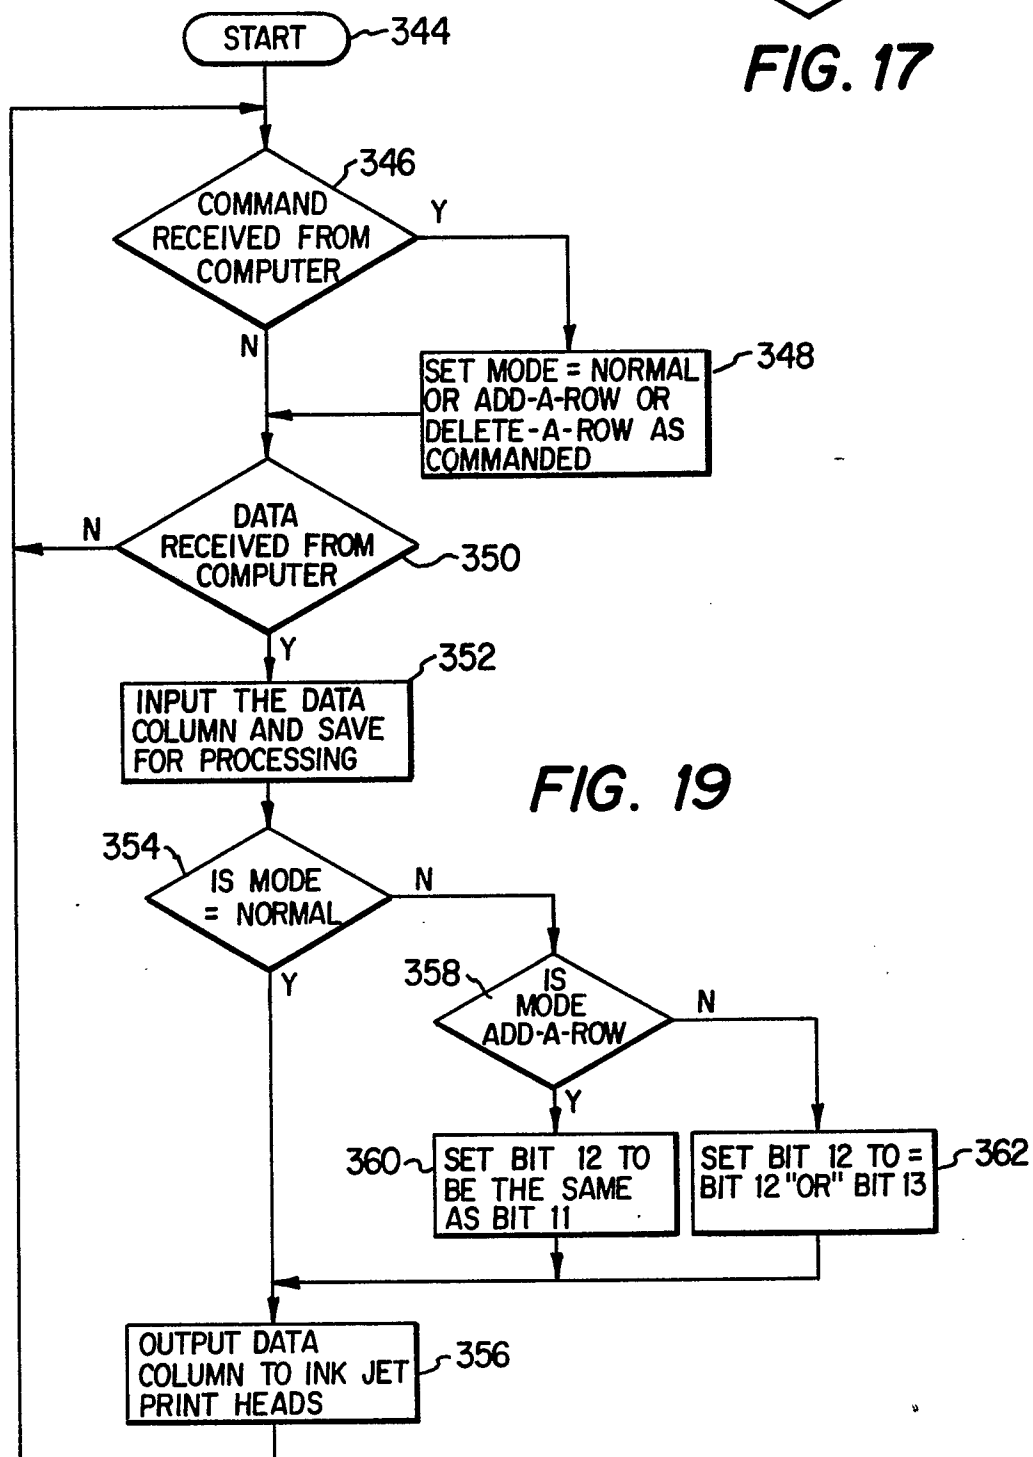 START
344
FIG. 17
346
COMMAND
RECEIVED FROM
COMPUTER
Y
N
SET MODE = NORMAL
OR ADD-A-ROW OR
DELETE-A-ROW AS
COMMANDED
348
DATA
RECEIVED FROM
COMPUTER
N
350
Y
352
INPUT THE DATA
COLUMN AND SAVE
FOR PROCESSING
FIG. 19
354
IS MODE
= NORMAL
N
Y
358
IS
MODE
ADD-A-ROW
N
Y
360
SET BIT 12 TO
BE THE SAME
AS BIT 11
SET BIT 12 TO =
BIT 12 "OR" BIT 13
362
OUTPUT DATA
COLUMN TO INK JET
PRINT HEADS
356